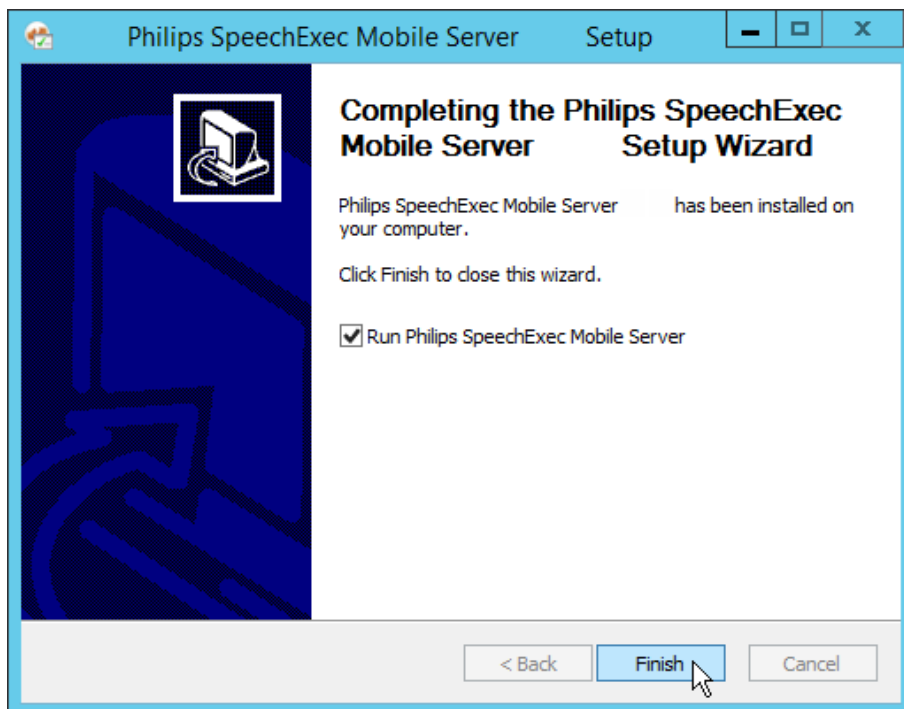 Philips SpeechExec Mobile Server Setup
x
Completing the Philips SpeechExec
Mobile Server Setup Wizard
Philips SpeechExec Mobile Server has been installed on
your computer.
Click Finish to close this wizard.
Run Philips SpeechExec Mobile Server
< Back Finish Cancel